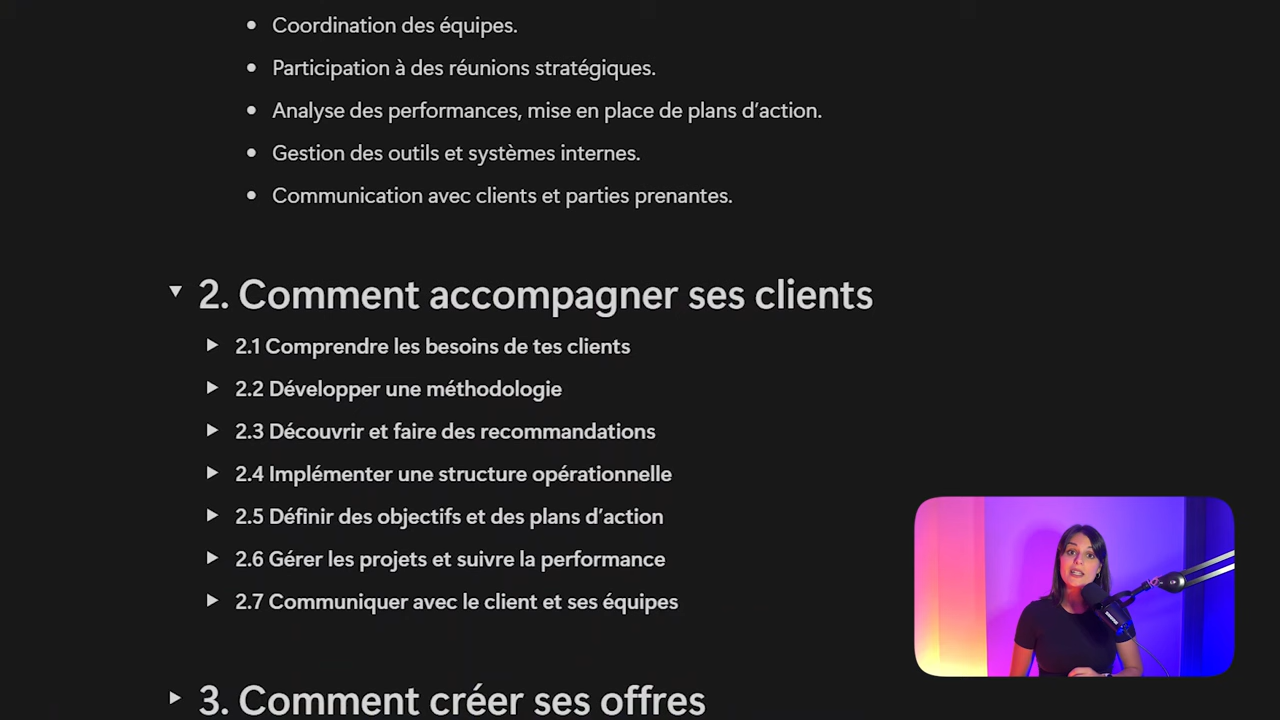 Coordination des équipes.
Participation à des réunions stratégiques.
Analyse des performances, mise en place de plans d’action.
Gestion des outils et systèmes internes.
Communication avec clients et parties prenantes.
2. Comment accompagner ses clients
2.1 Comprendre les besoins de tes clients
2.2 Développer une méthodologie
2.3 Découvrir et faire des recommandations
2.4 Implémenter une structure opérationnelle
2.5 Définir des objectifs et des plans d’action
2.6 Gérer les projets et suivre la performance
2.7 Communiquer avec le client et ses équipes
3. Comment créer ses offres